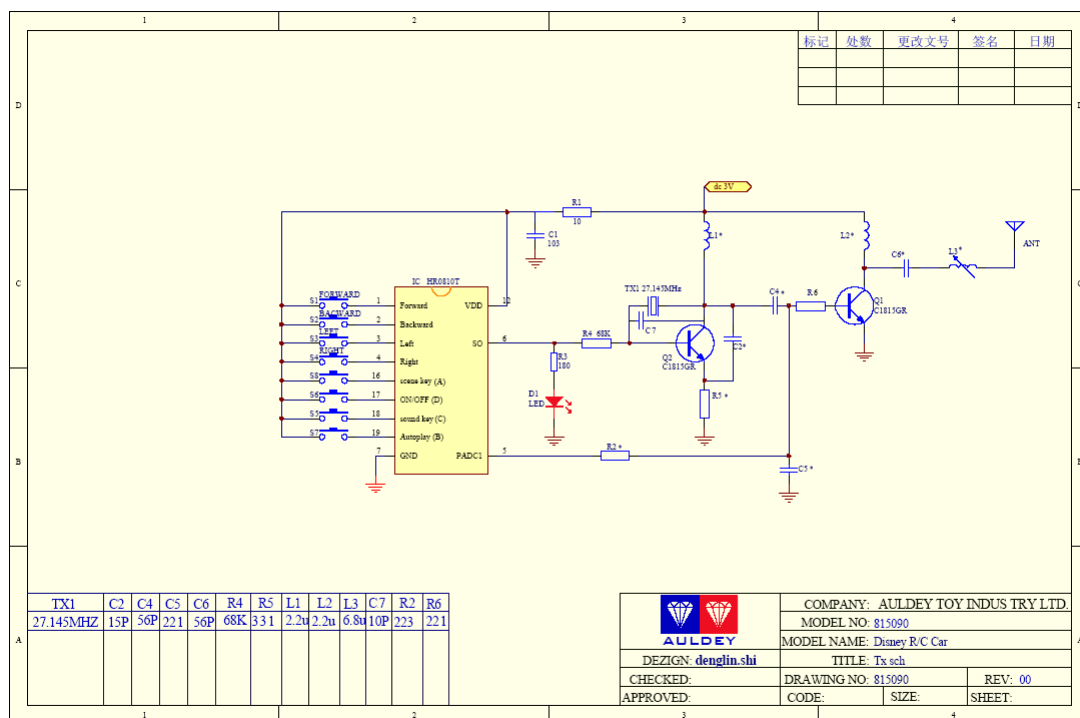 1 2 3 4
标记 处数 更改文号 签名 日期
D D
dc 3V
R1
10
C1
103
L1*
L2*
C6*
L3*
ANT
C C
IC HR0810T
TX1 27.145MHz
C4 *
R6
Q1
C1815GR
FORWARD
S1 1 Forward VDD 12
BACWARD
S2 2 Backward
C7
LEFT
S3 3 Left SO 6
R4 68K
Q2
C1815GR
C2*
RIGHT
S4 4 Right
R3
180
S8 16 scene key (A)
D1
LED
R5 *
S6 17 ON/OFF (D)
S5 18 sound key (C)
S7 19 Autoplay (B)
7 GND PADC1 5
R2*
C5 *
B B
TX1 C2 C4 C5 C6 R4 R5 L1 L2 L3 C7 R2 R6
27.145MHZ 15P 56P 221 56P 68K 331 2.2u 2.2u 6.8u 10P 223 221
AULDEY
COMPANY: AULDEY TOY INDUS TRY LTD.
MODEL NO: 815090
MODEL NAME: Disney R/C Car
DEZIGN: denglin.shi TITLE: Tx sch
CHECKED: DRAWING NO: 815090 REV: 00
APPROVED: CODE: SIZE: SHEET:
A A
1 2 3 4